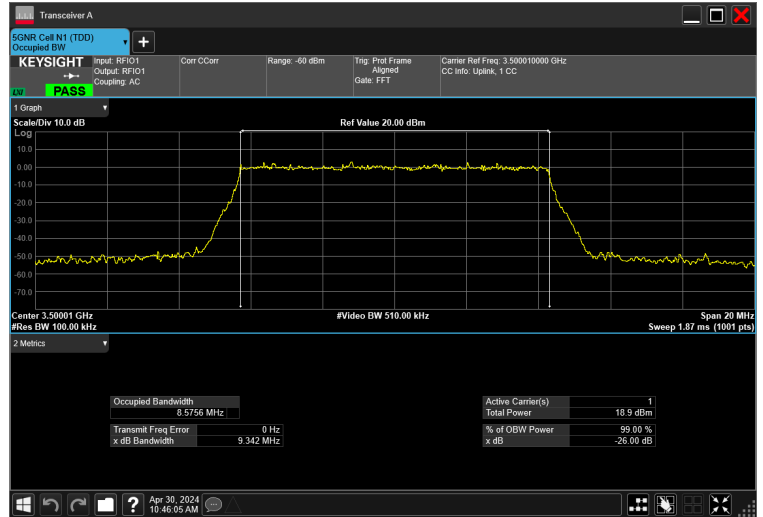 Transceiver A
5GNR Cell N1 (TDD)
Occupied BW
KEYSIGHT
LXI
PASS
Input: RFIO1
Output: RFIO1
Coupling: AC
Corr CCorr
Range: -60 dBm
Trig: Prot Frame
Aligned
Gate: FFT
Carrier Ref Freq: 3.500010000 GHz
CC Info: Uplink, 1 CC
1 Graph
Scale/Div 10.0 dB
Ref Value 20.00 dBm
Log
10.0
0.00
-10.0
-20.0
-30.0
-40.0
-50.0
-60.0
-70.0
Center 3.50001 GHz
#Video BW 510.00 kHz
Span 20 MHz
#Res BW 100.00 kHz
Sweep 1.87 ms (1001 pts)
2 Metrics
Occupied Bandwidth
8.5756 MHz
Transmit Freq Error 0 Hz
x dB Bandwidth 9.342 MHz
Active Carrier(s) 1
Total Power 18.9 dBm
% of OBW Power 99.00 %
x dB -26.00 dB
Apr 30, 2024
10:46:05 AM